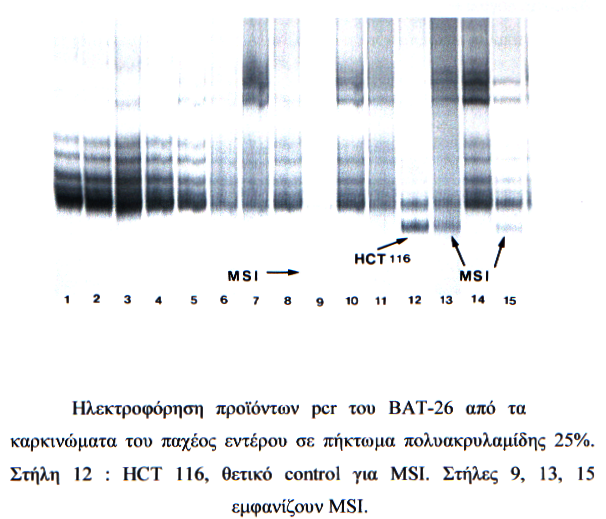 HCT 116
MSI → MSI
1 2 3 4 5 6 7 8 9 10 11 12 13 14 15
Ηλεκτροφόρηση προϊόντων pcr του BAT-26 από τα
καρκινώματα του παχέος εντέρου σε πήκτωμα πολυακρυλαμίδης 25%.
Στήλη 12 : HCT 116, θετικό control για MSI. Στήλες 9, 13, 15
εμφανίζουν MSI.